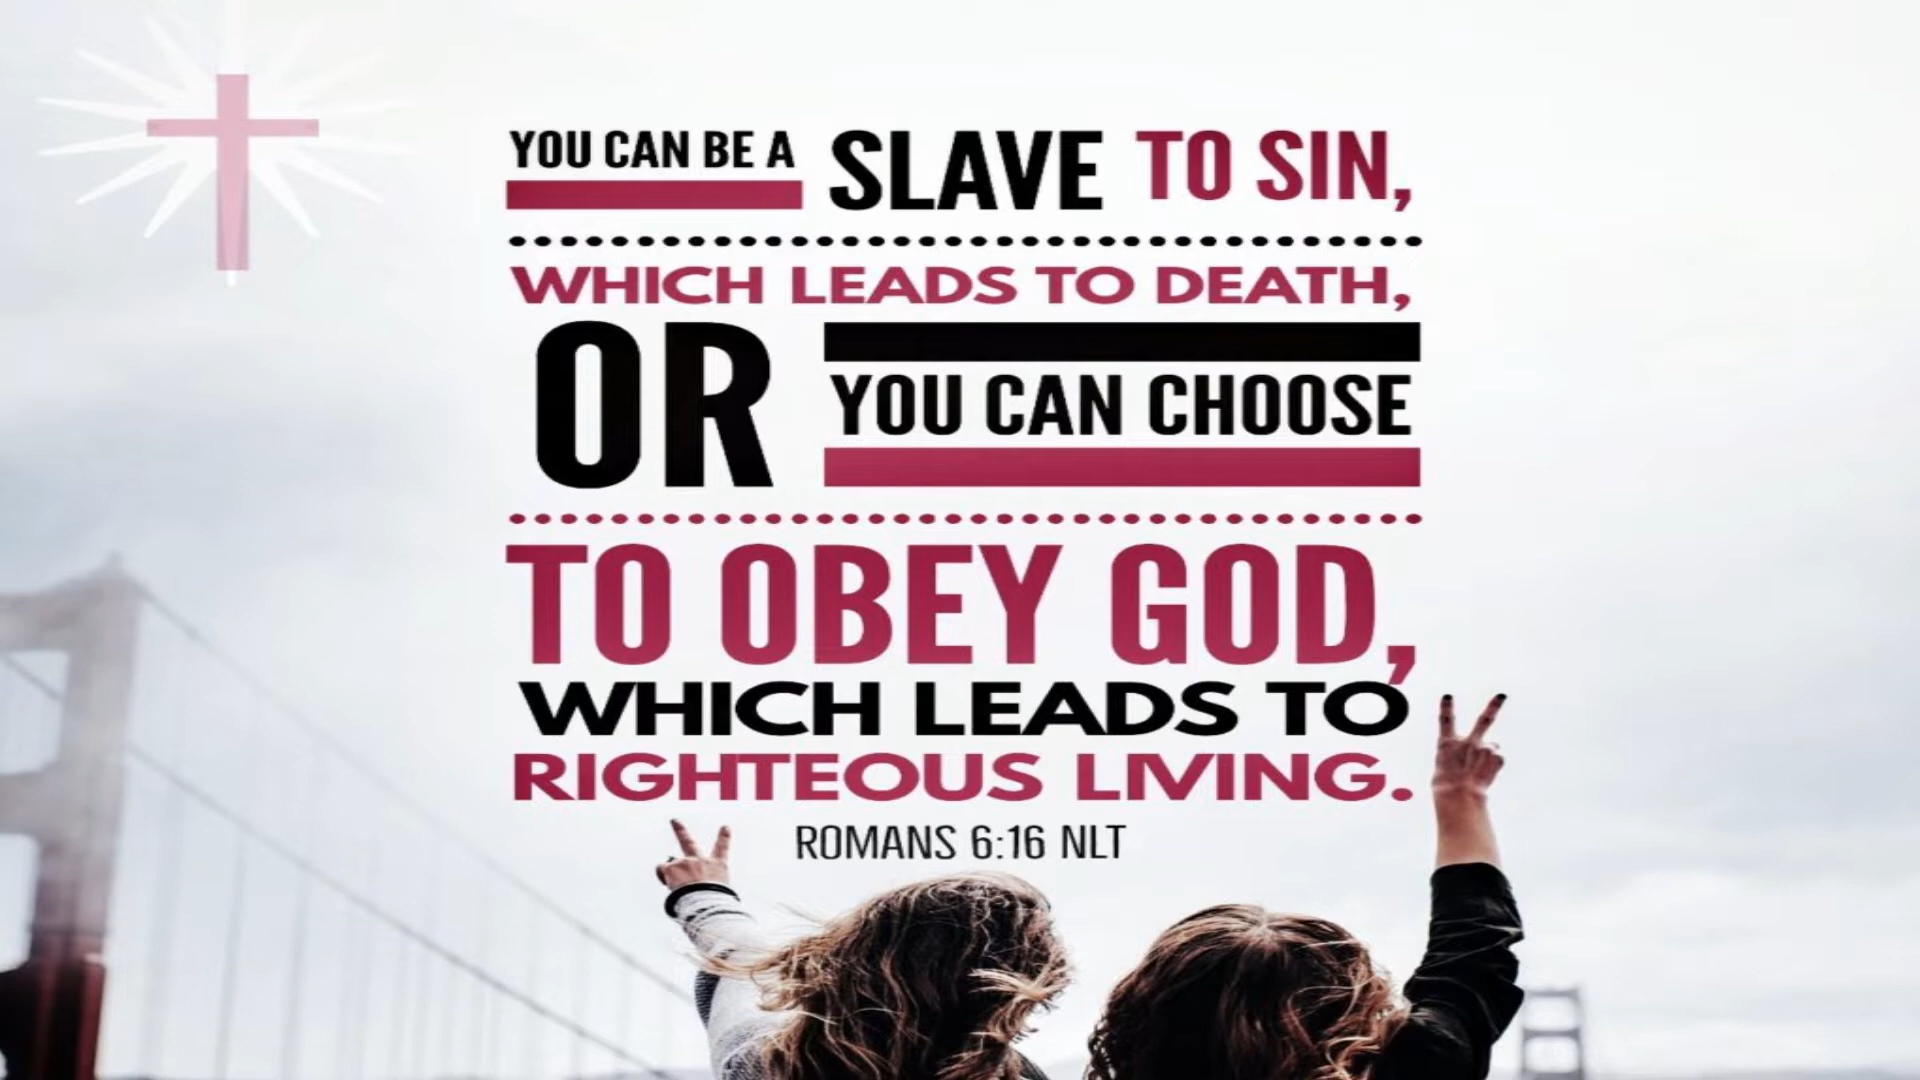 YOU CAN BE A SLAVE TO SIN,
WHICH LEADS TO DEATH,
OR YOU CAN CHOOSE
TO OBEY GOD,
WHICH LEADS TO
RIGHTEOUS LIVING.
ROMANS 6:16 NLT